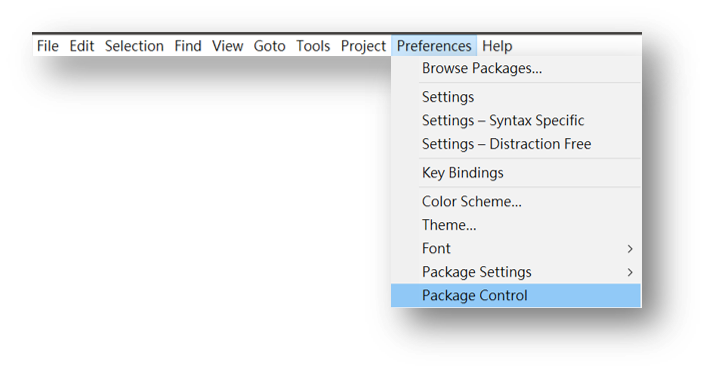 File Edit Selection Find View Goto Tools Project Preferences Help
Browse Packages...
Settings
Settings – Syntax Specific
Settings – Distraction Free
Key Bindings
Color Scheme...
Theme...
Font
Package Settings
Package Control